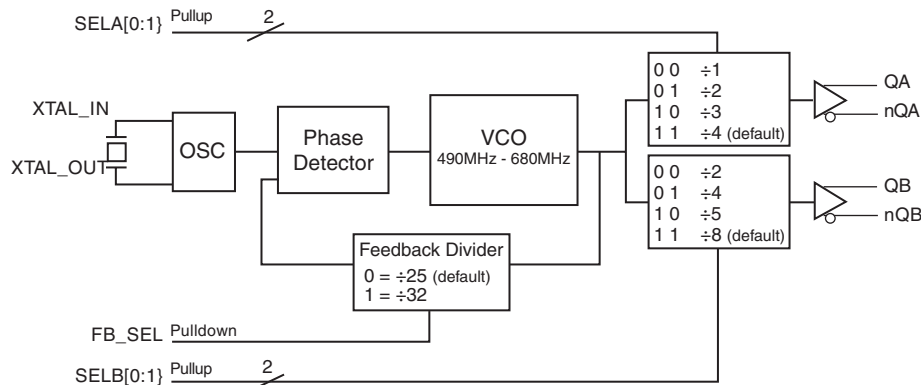 SELA[0:1] Pullup 2
XTAL_IN
XTAL_OUT
OSC
Phase
Detector
VCO
490MHz - 680MHz
0 0 ÷1
0 1 ÷2
1 0 ÷3
1 1 ÷4 (default)
QA
nQA
0 0 ÷2
0 1 ÷4
1 0 ÷5
1 1 ÷8 (default)
QB
nQB
Feedback Divider
0 = ÷25 (default)
1 = ÷32
FB_SEL Pulldown
SELB[0:1] Pullup 2